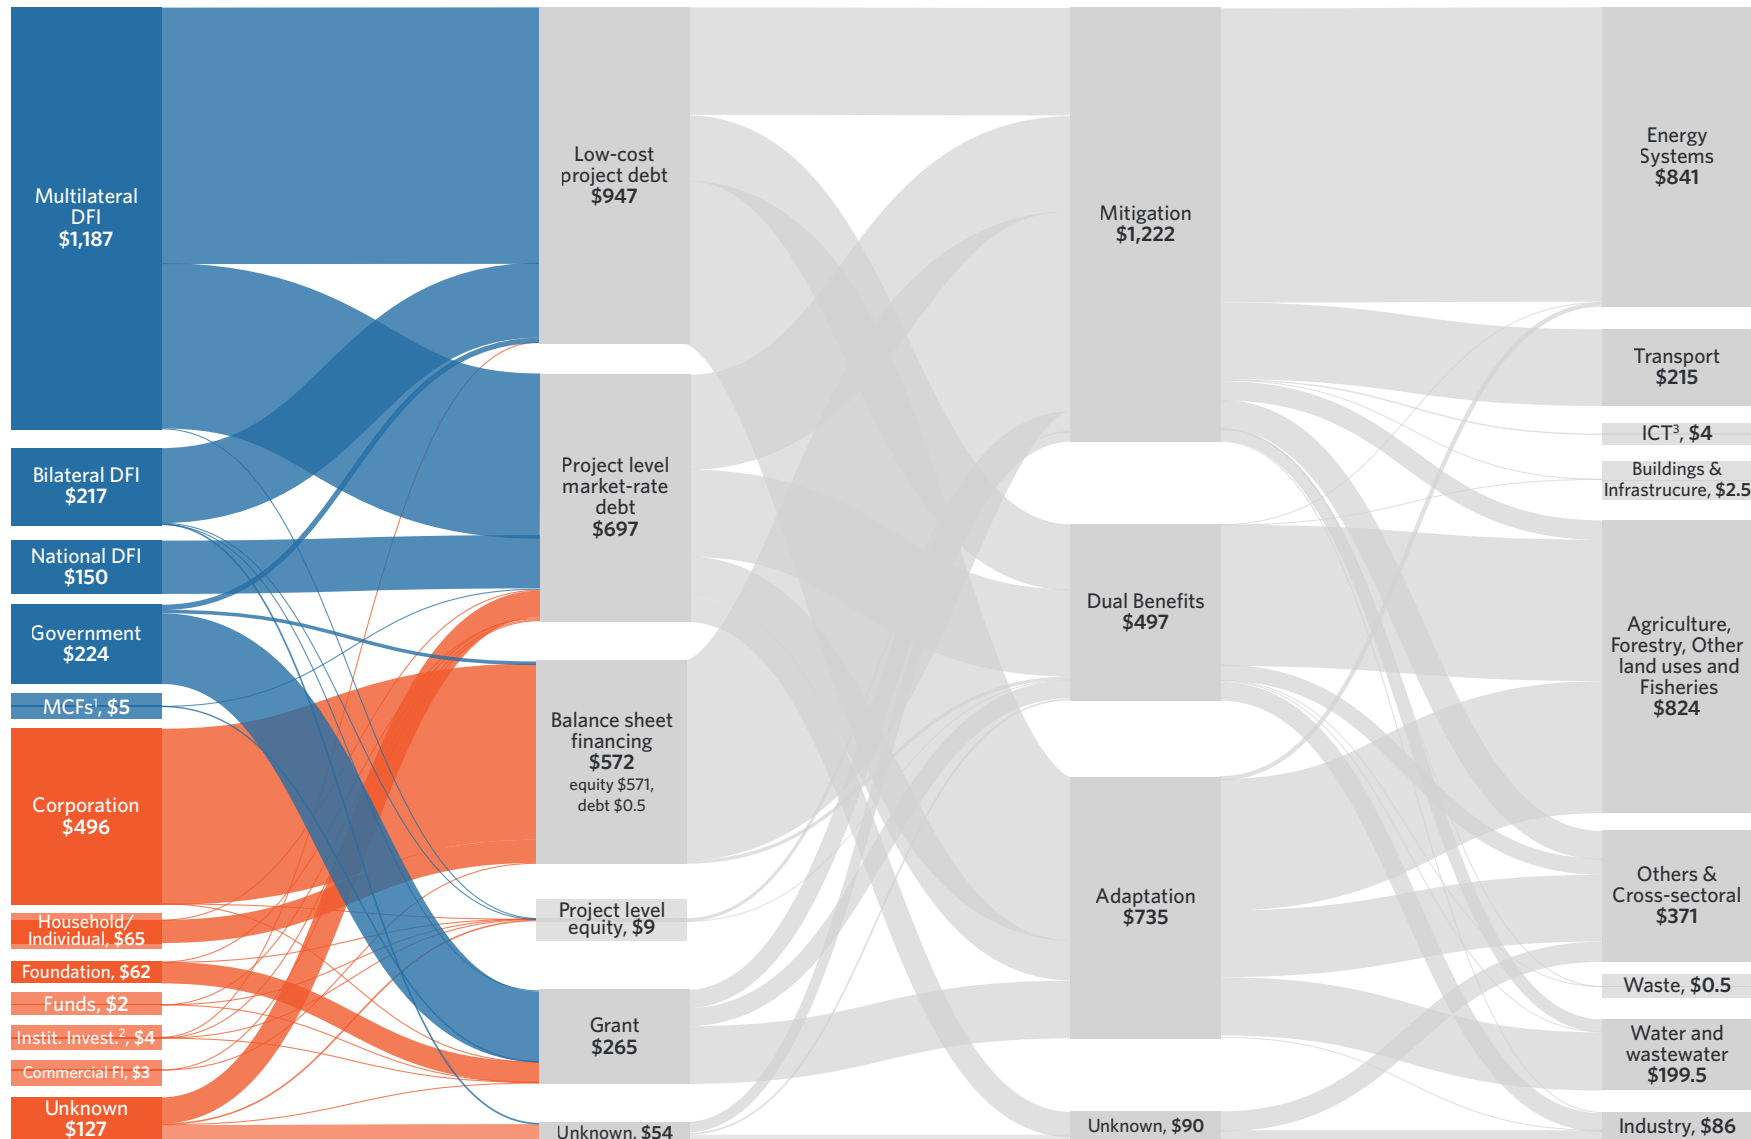 Multilateral
DFI
$1,187
Bilateral DFI
$217
National DFI
$150
Government
$224
MCFs¹, $5
Corporation
$496
Household/
Individual, $65
Foundation, $62
Funds, $2
Instit. Invest.², $4
Commercial FI, $3
Unknown
$127
Low-cost
project debt
$947
Project level
market-rate
debt
$697
Balance sheet
financing
$572
equity $571,
debt $0.5
Project level
equity, $9
Grant
$265
Unknown, $54
Mitigation
$1,222
Dual Benefits
$497
Adaptation
$735
Unknown, $90
Energy
Systems
$841
Transport
$215
ICT³, $4
Buildings &
Infrastrucure, $2.5
Agriculture,
Forestry, Other
land uses and
Fisheries
$824
Others &
Cross-sectoral
$371
Waste, $0.5
Water and
wastewater
$199.5
Industry, $86